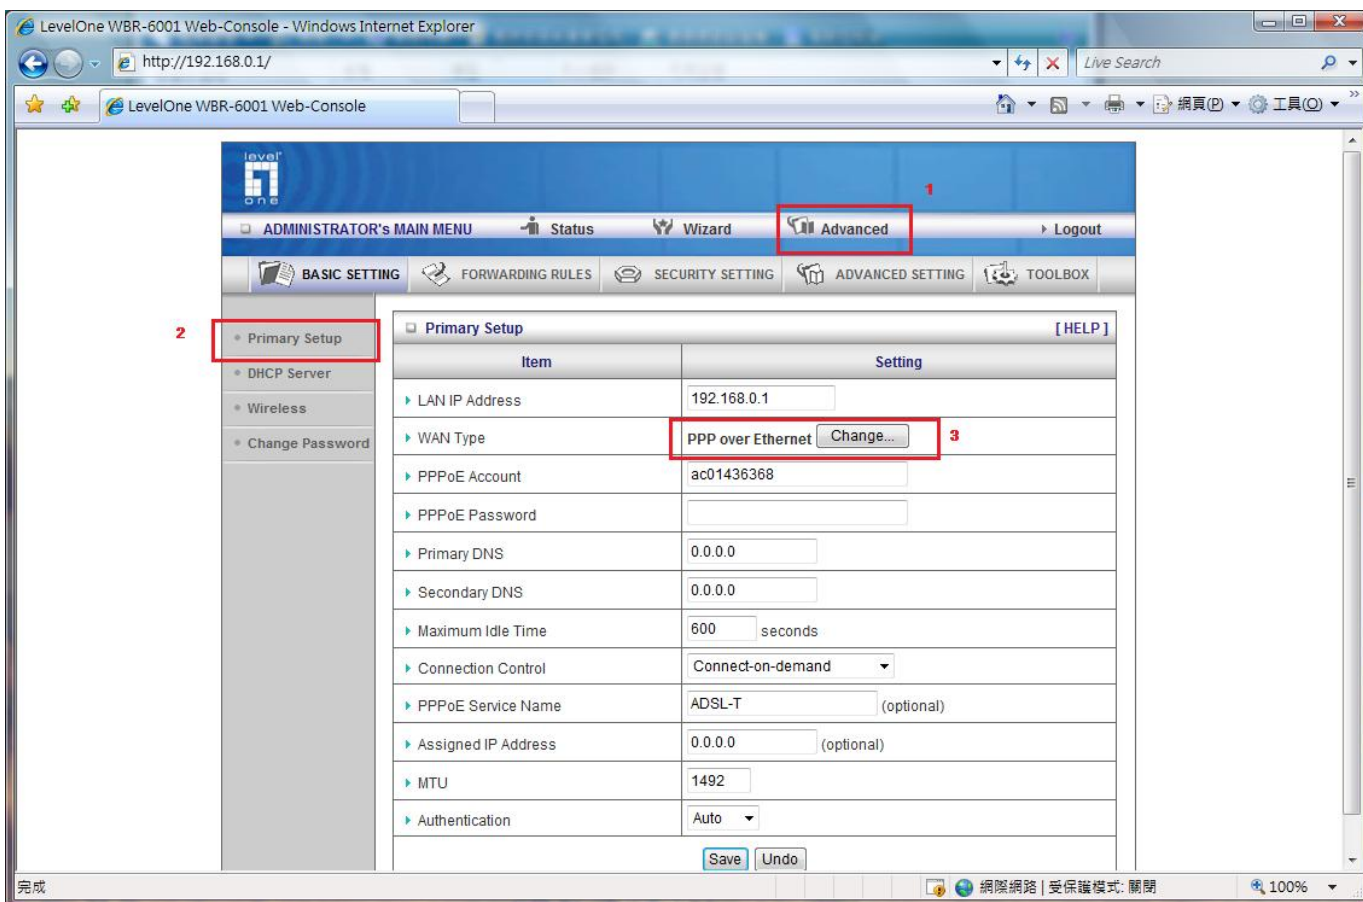 LevelOne WBR-6001 Web-Console - Windows Internet Explorer
http://192.168.0.1/
Live Search
LevelOne WBR-6001 Web-Console
網頁(P)
工具(O)
»
level
one
1
ADMINISTRATOR's MAIN MENU Status Wizard Advanced Logout
BASIC SETTING FORWARDING RULES SECURITY SETTING ADVANCED SETTING TOOLBOX
2
Primary Setup
DHCP Server
Wireless
Change Password
Primary Setup [HELP]
Item Setting
LAN IP Address 192.168.0.1
WAN Type PPP over Ethernet Change... 3
PPPoE Account ac01436368
PPPoE Password
Primary DNS 0.0.0.0
Secondary DNS 0.0.0.0
Maximum Idle Time 600 seconds
Connection Control Connect-on-demand
PPPoE Service Name ADSL-T (optional)
Assigned IP Address 0.0.0.0 (optional)
MTU 1492
Authentication Auto
Save Undo
完成 網際網路 | 受保護模式: 關閉 100%